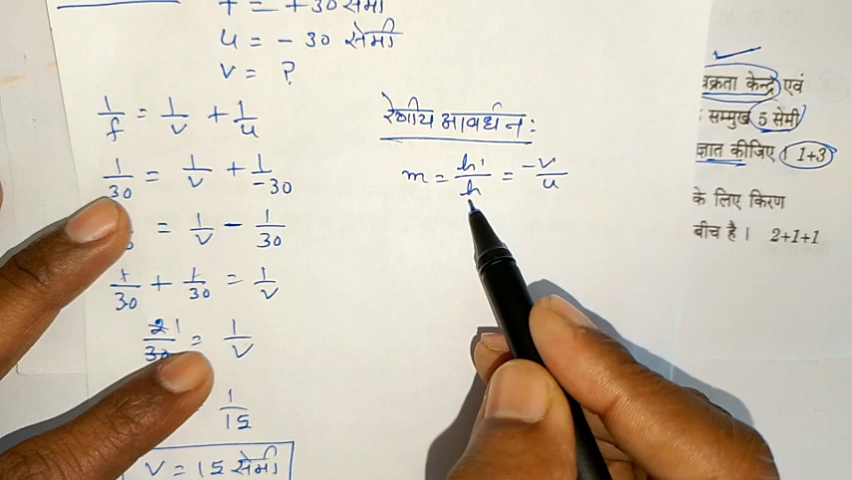 f = +30 सेमी
u = - 30 सेमी
v = ?
1/f = 1/v + 1/u
1/30 = 1/v + 1/-30
= 1/v - 1/30
1/30 + 1/30 = 1/v
2 1/30 = 1/v
1/15
v = 15 सेमी
रेखीय आवर्धन :
m = h'/h = -v/u
वक्रता केन्द्र एवं
सम्मुख 5 सेमी
ज्ञात कीजिए । 1+3
के लिए किरण
बीच है । 2+1+1